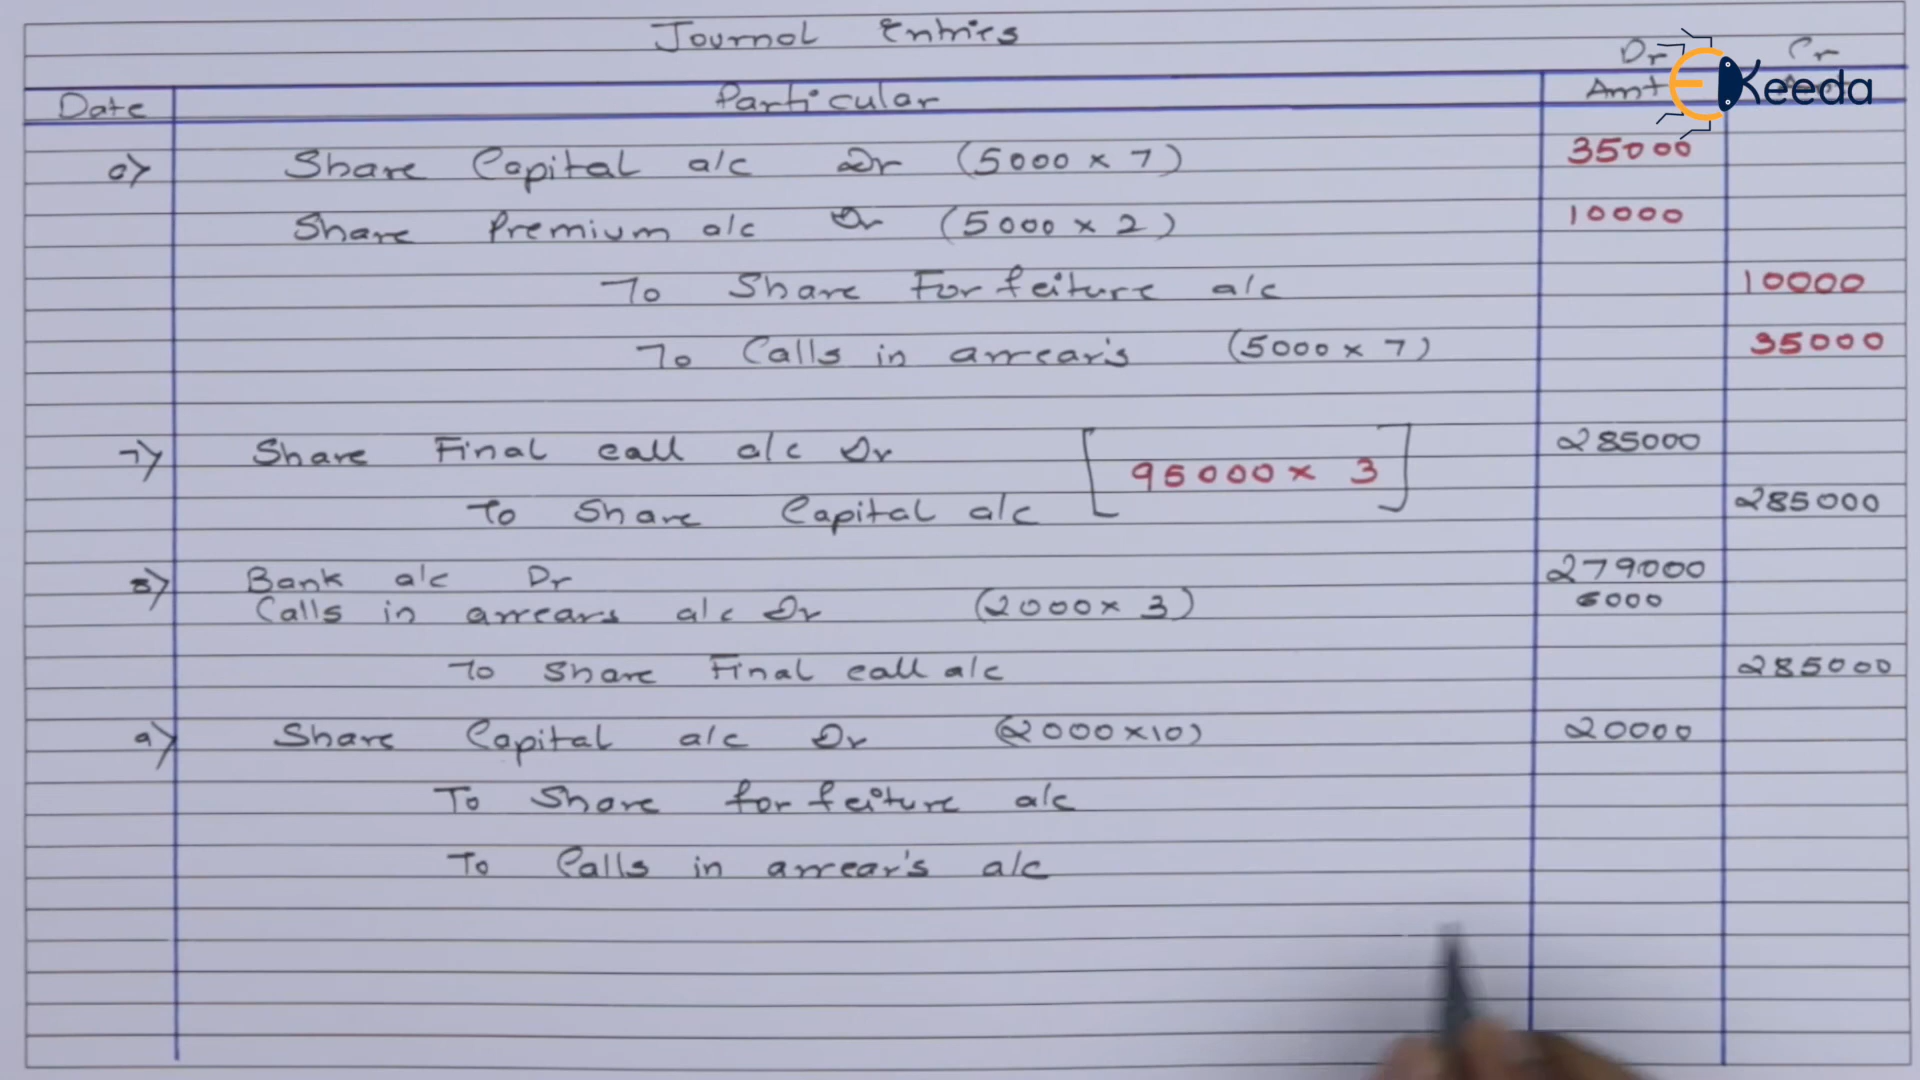 Journal Entries
Dr Cr
Date Particular Amt
EKeeda
Share Capital a/c Dr (5000 × 7) 35000
Share Premium a/c Dr (5000 × 2) 10000
To Share Forfeiture a/c 10000
To Calls in arrear's (5000 × 7) 35000
7) Share Final call a/c Dr [95000 × 3] 285000
To Share Capital a/c 285000
8) Bank a/c Dr 279000
Calls in arrears a/c Dr (2000 × 3) 6000
To Share Final call a/c 285000
9) Share Capital a/c Dr (2000×10) 20000
To Share forfeiture a/c
To Calls in arrear's a/c